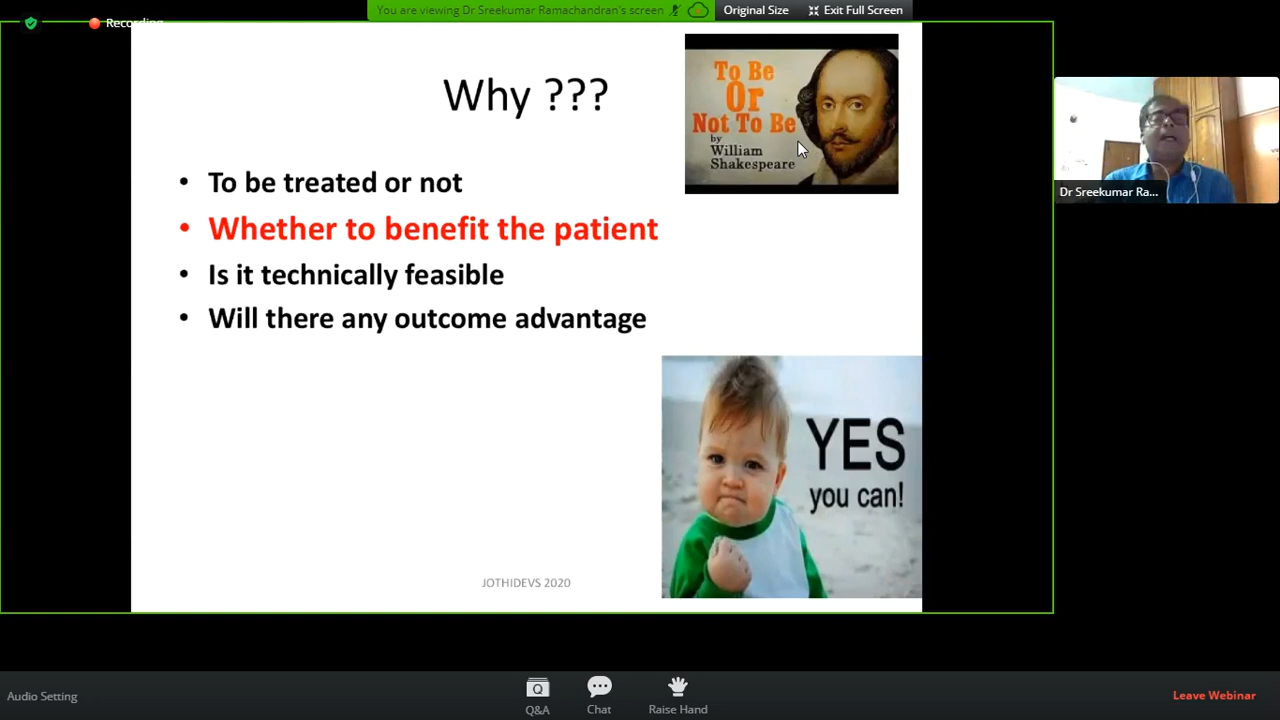 You are viewing Dr Sreekumar Ramachandran's screen
Original Size
Exit Full Screen
Recording
Why ???
To Be
Or
Not To Be
by
William
Shakespeare
• To be treated or not
• Whether to benefit the patient
• Is it technically feasible
• Will there any outcome advantage
YES
you can!
JOTHIDEVS 2020
Dr Sreekumar Ra...
Audio Setting
Q&A
Chat
Raise Hand
Leave Webinar